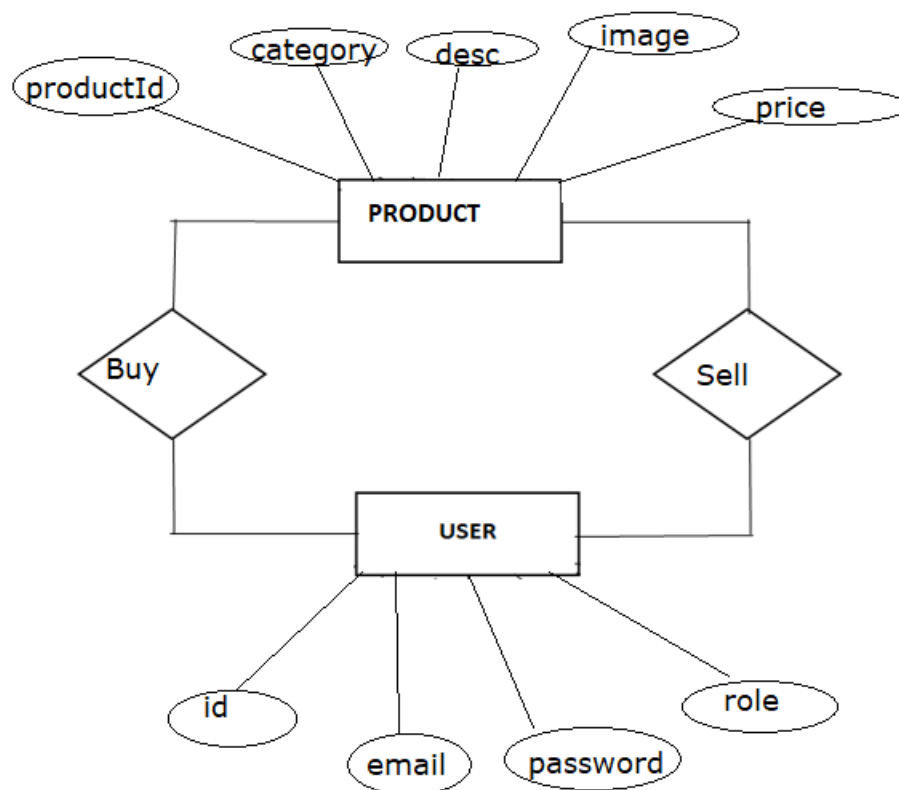 productId
category
desc
image
price
PRODUCT
Buy
Sell
USER
id
email
password
role